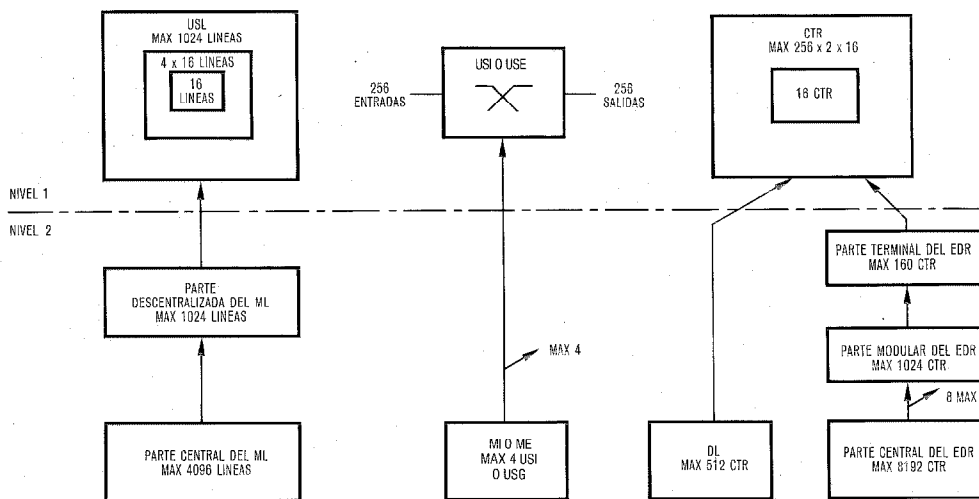 USL
MAX 1024 LINEAS
4 x 16 LINEAS
16
LINEAS
USI O USE
256
ENTRADAS
256
SALIDAS
CTR
MAX 256 x 2 x 16
16 CTR
NIVEL 1
NIVEL 2
PARTE
DESCENTRALIZADA DEL ML
MAX 1024 LINEAS
PARTE CENTRAL DEL ML
MAX 4096 LINEAS
MAX 4
MI O ME
MAX 4 USI
O USG
DL
MAX 512 CTR
PARTE TERMINAL DEL EDR
MAX 160 CTR
PARTE MODULAR DEL EDR
MAX 1024 CTR
8 MAX
PARTE CENTRAL DEL EDR
MAX 8192 CTR